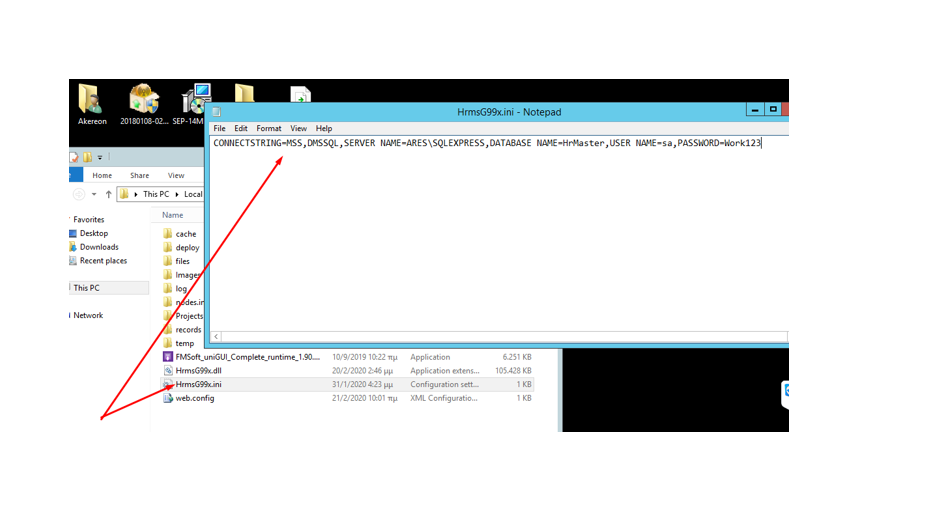 Akereon
20180108-02...
SEP-14M
HrmsG99x.ini - Notepad
File Edit Format View Help
CONNECTSTRING=MSS,DMSSQL,SERVER NAME=ARES\SQLEXPRESS,DATABASE NAME=HrMaster,USER NAME=sa,PASSWORD=Work123
Home Share View
This PC Local
Favorites
Desktop
Downloads
Recent places
This PC
Network
Name
cache
deploy
files
Images
log
nodes.in
Projects
records
temp
FMSoft_uniGUI_Complete_runtime_1.90.... 10/9/2019 10:22 πμ Application 6.251 KB
HrmsG99x.dll 20/2/2020 2:46 μμ Application extens... 105.428 KB
HrmsG99x.ini 31/1/2020 4:23 μμ Configuration sett... 1 KB
web.config 21/2/2020 10:01 πμ XML Configuratio... 1 KB